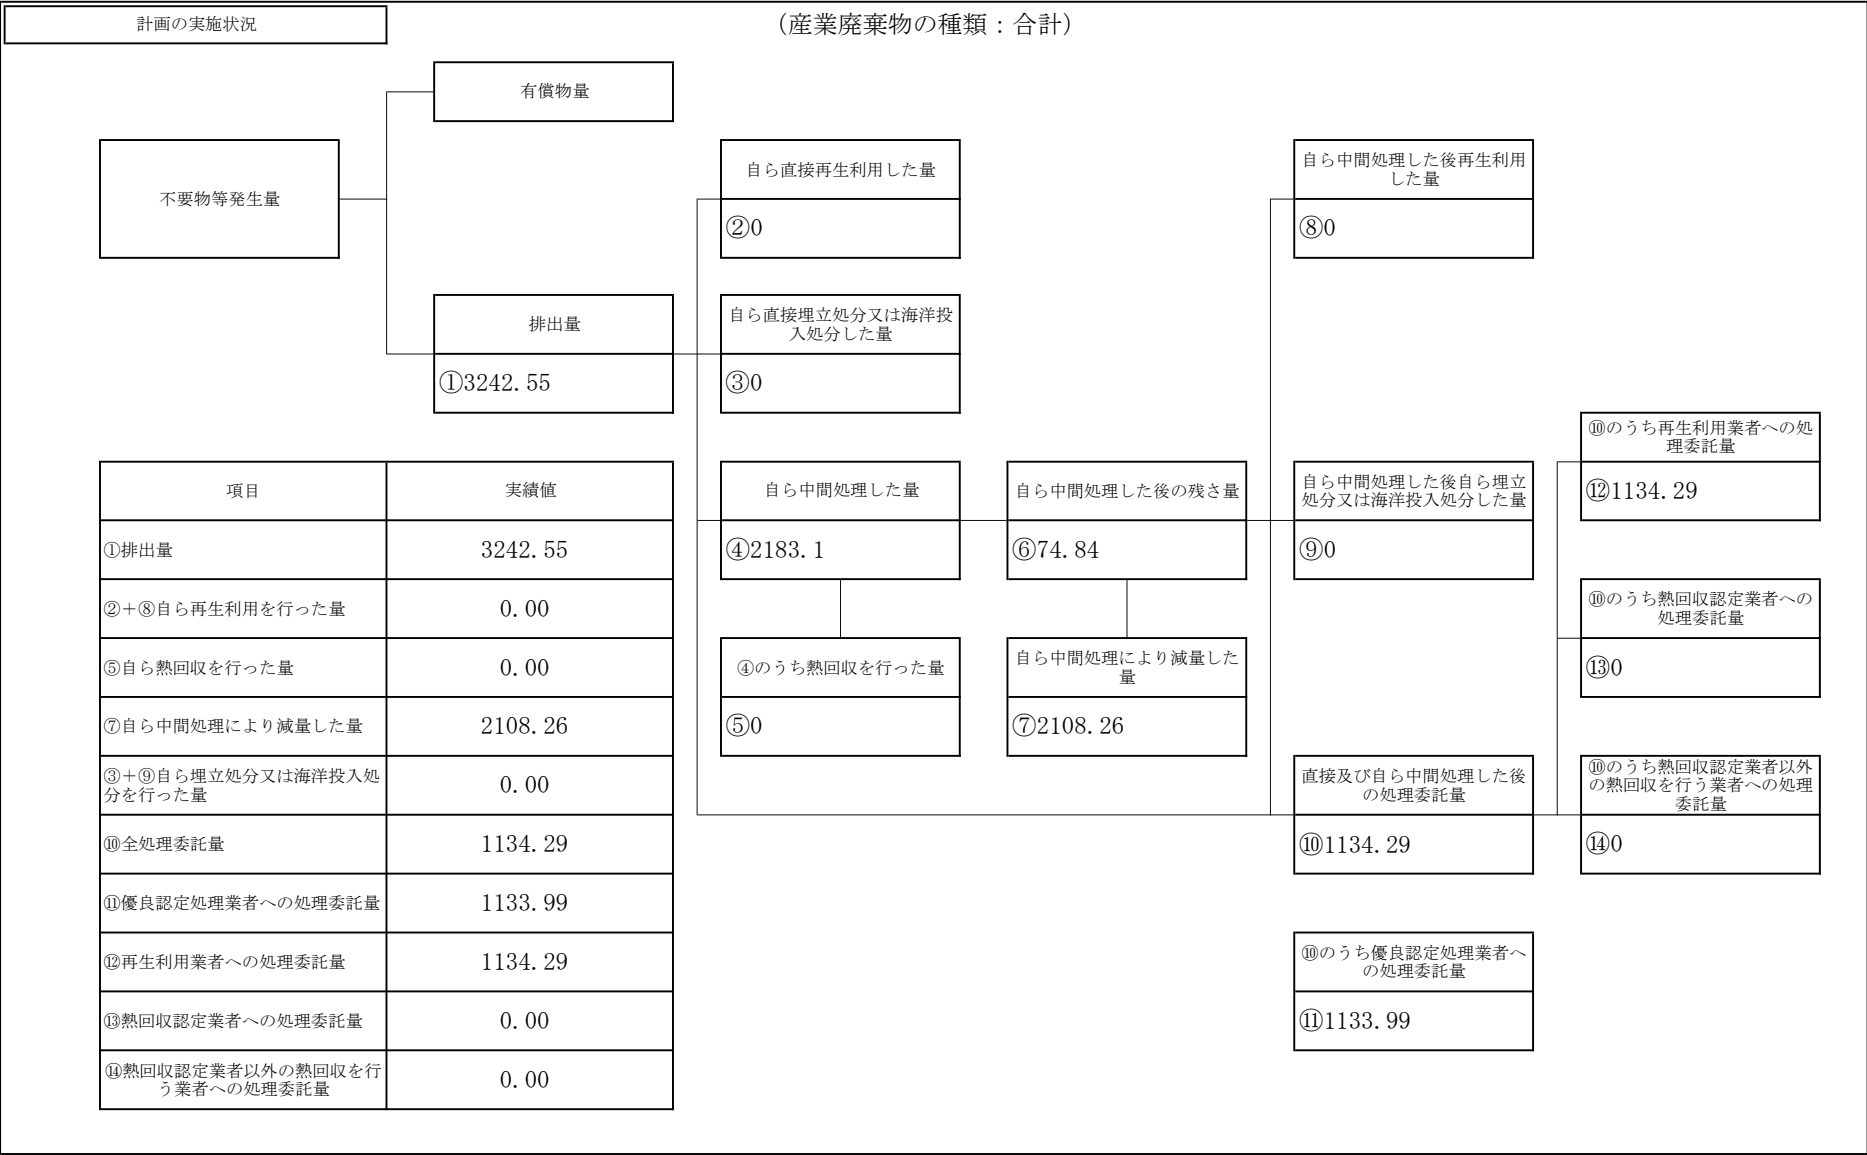 計画の実施状況
（産業廃棄物の種類：合計）
有償物量
不要物等発生量
排出量
①3242.55
自ら直接再生利用した量
②0
自ら直接埋立処分又は海洋投
入処分した量
③0
自ら中間処理した量
④2183.1
④のうち熱回収を行った量
⑤0
自ら中間処理した後の残さ量
⑥74.84
自ら中間処理により減量した
量
⑦2108.26
自ら中間処理した後再生利用
した量
⑧0
自ら中間処理した後自ら埋立
処分又は海洋投入処分した量
⑨0
直接及び自ら中間処理した後
の処理委託量
⑩1134.29
⑩のうち優良認定処理業者へ
の処理委託量
⑪1133.99
⑩のうち再生利用業者への処
理委託量
⑫1134.29
⑩のうち熱回収認定業者への
処理委託量
⑬0
⑩のうち熱回収認定業者以外
の熱回収を行う業者への処理
委託量
⑭0
項目 実績値
①排出量 3242.55
②＋⑧自ら再生利用を行った量 0.00
⑤自ら熱回収を行った量 0.00
⑦自ら中間処理により減量した量 2108.26
③＋⑨自ら埋立処分又は海洋投入処
分を行った量 0.00
⑩全処理委託量 1134.29
⑪優良認定処理業者への処理委託量 1133.99
⑫再生利用業者への処理委託量 1134.29
⑬熱回収認定業者への処理委託量 0.00
⑭熱回収認定業者以外の熱回収を行
う業者への処理委託量 0.00